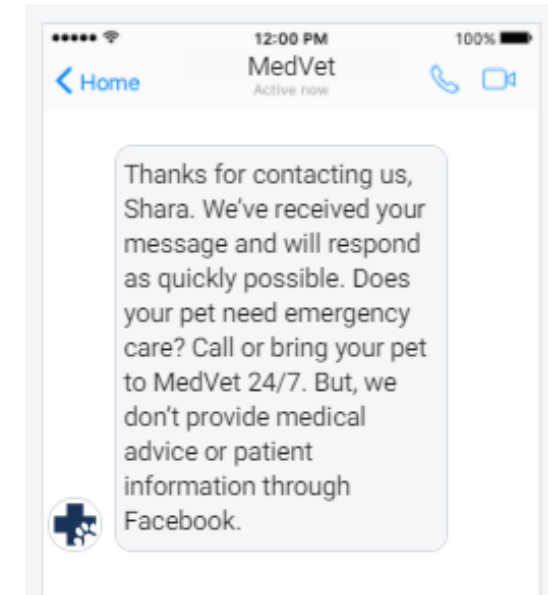 12:00 PM
100%
Home
MedVet
Active now
Thanks for contacting us,
Shara. We've received your
message and will respond
as quickly possible. Does
your pet need emergency
care? Call or bring your pet
to MedVet 24/7. But, we
don't provide medical
advice or patient
information through
Facebook.